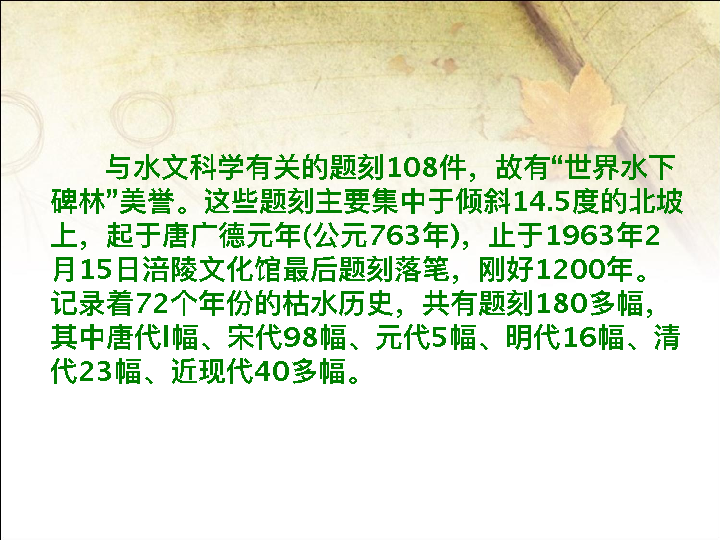 与水文科学有关的题刻108件，故有“世界水下
碑林”美誉。这些题刻主要集中于倾斜14.5度的北坡
上，起于唐广德元年(公元763年)，止于1963年2
月15日涪陵文化馆最后题刻落笔，刚好1200年。
记录着72个年份的枯水历史，共有题刻180多幅，
其中唐代l幅、宋代98幅、元代5幅、明代16幅、清
代23幅、近现代40多幅。